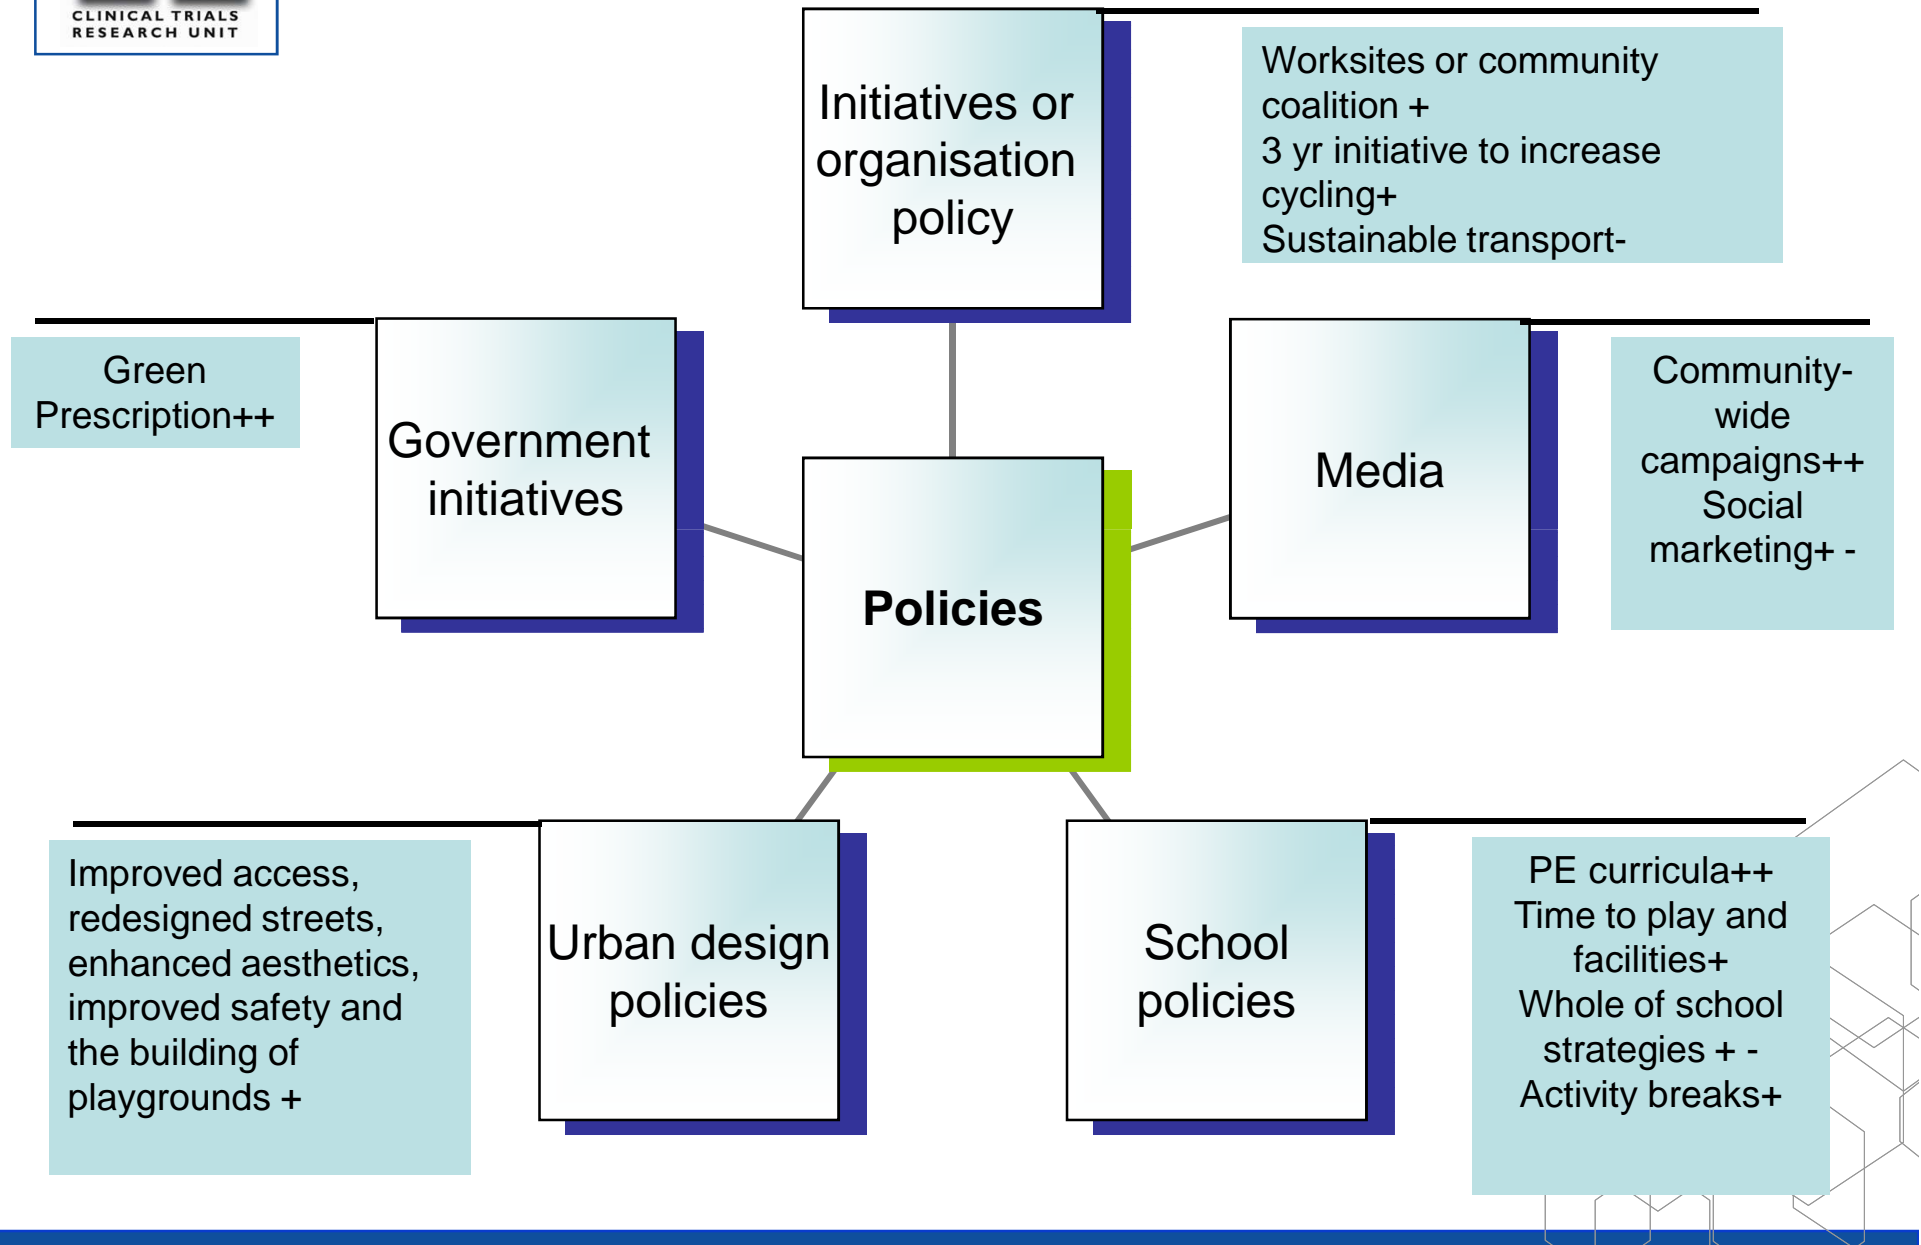 CLINICAL TRIALS
RESEARCH UNIT
Initiatives or
organisation
policy
Worksites or community
coalition +
3 yr initiative to increase
cycling+
Sustainable transport-
Green
Prescription++
Government
initiatives
Media
Community-
wide
campaigns++
Social
marketing+ -
Policies
Improved access,
redesigned streets,
enhanced aesthetics,
improved safety and
the building of
playgrounds +
Urban design
policies
School
policies
PE curricula++
Time to play and
facilities+
Whole of school
strategies + -
Activity breaks+